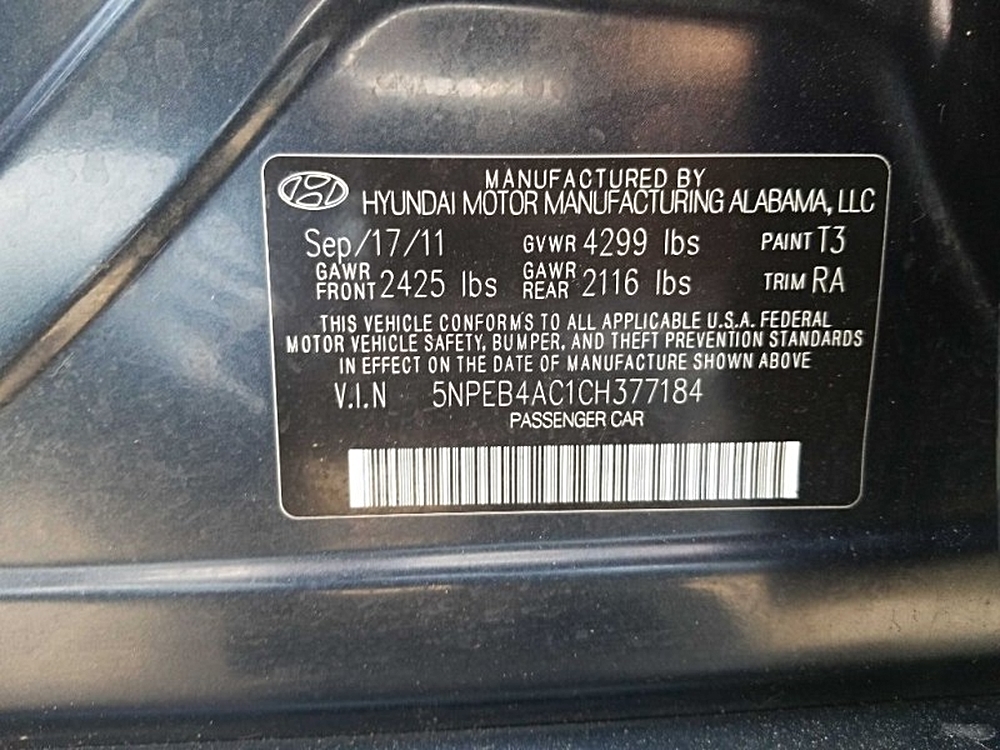 MANUFACTURED BY
HYUNDAI MOTOR MANUFACTURING ALABAMA, LLC
Sep/17/11 GVWR 4299 lbs PAINT T3
GAWR FRONT 2425 lbs GAWR REAR 2116 lbs TRIM RA
THIS VEHICLE CONFORMS TO ALL APPLICABLE U.S.A. FEDERAL
MOTOR VEHICLE SAFETY, BUMPER, AND THEFT PREVENTION STANDARDS
IN EFFECT ON THE DATE OF MANUFACTURE SHOWN ABOVE
V.I.N 5NPEB4AC1CH377184
PASSENGER CAR